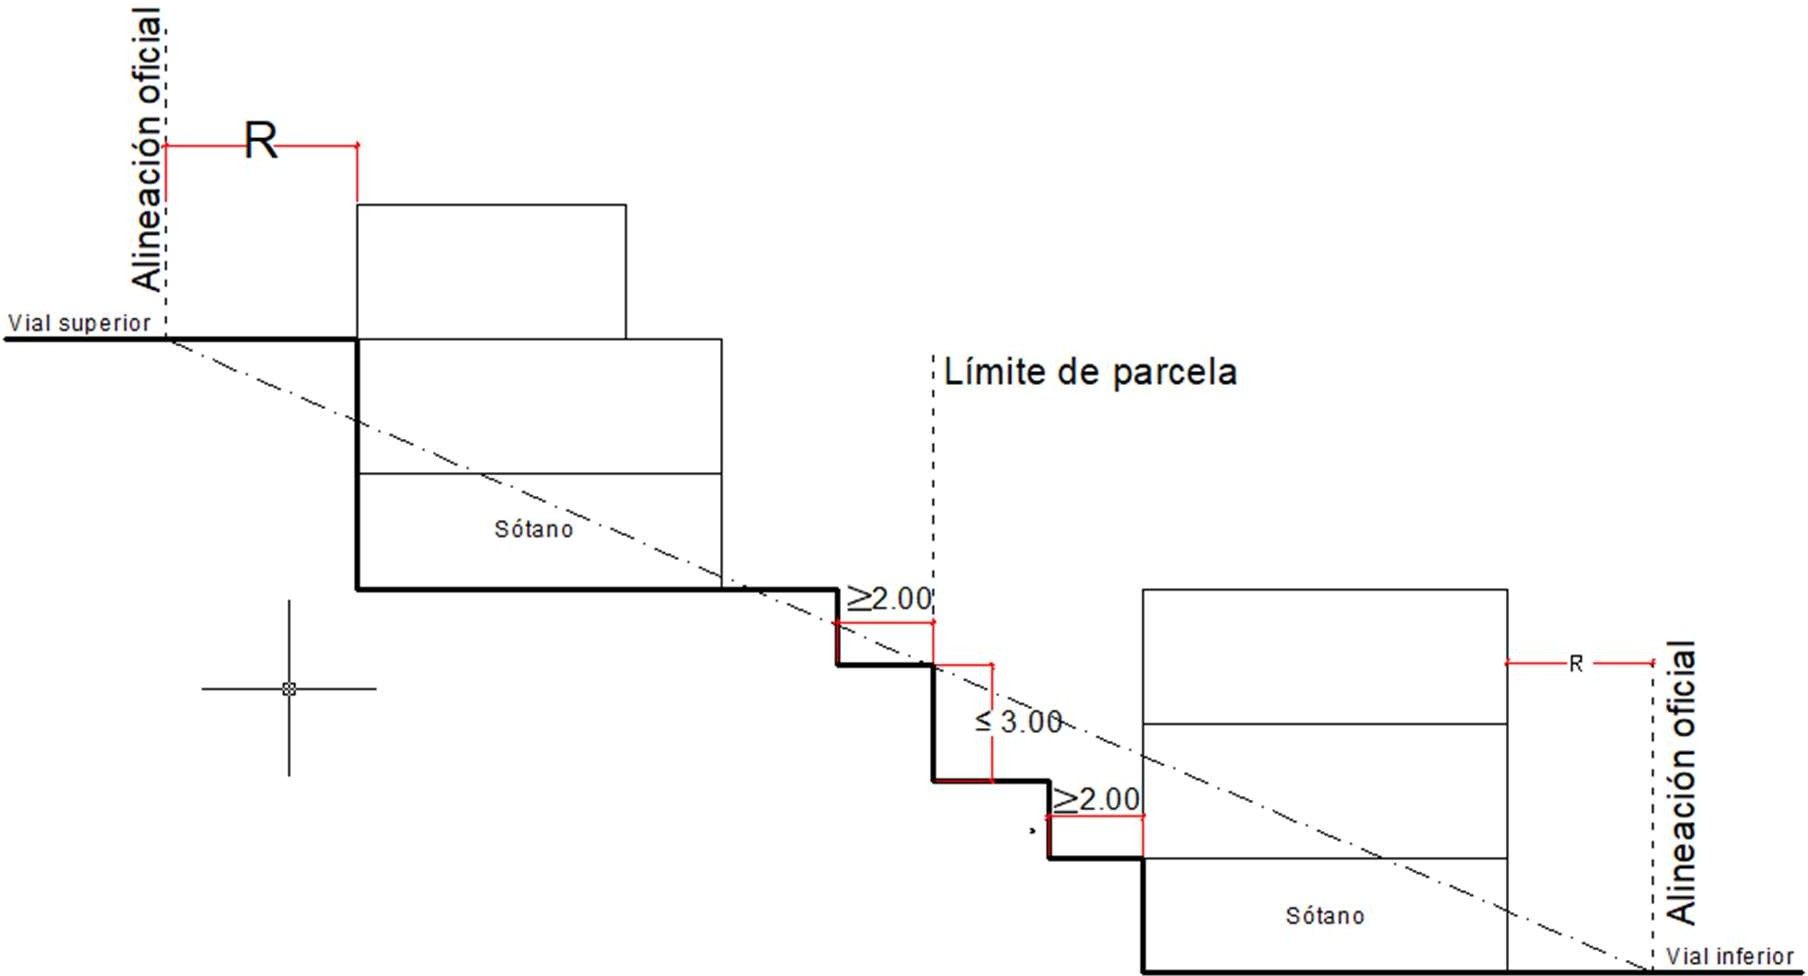 Alineación oficial
R
Vial superior
Límite de parcela
Sótano
≥2.00
≤ 3.00
R
Alineación oficial
≥2.00
Sótano
Vial inferior